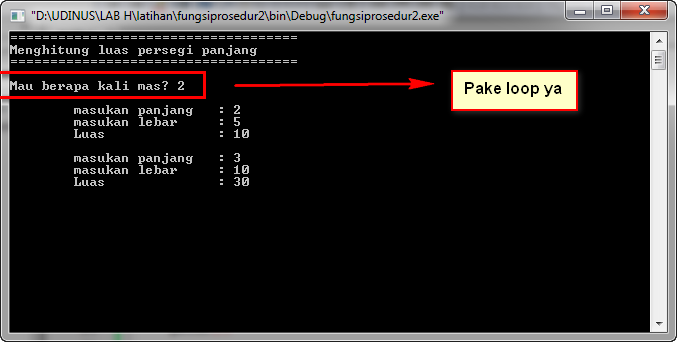 "D:\UDINUS\LAB H\latihan\fungsiprosedur2\bin\Debug\fungsiprosedur2.exe"
====================================
Menghitung luas persegi panjang
====================================
Mau berapa kali mas? 2
Pake loop ya
masukan panjang : 2
masukan lebar : 5
Luas : 10
masukan panjang : 3
masukan lebar : 10
Luas : 30